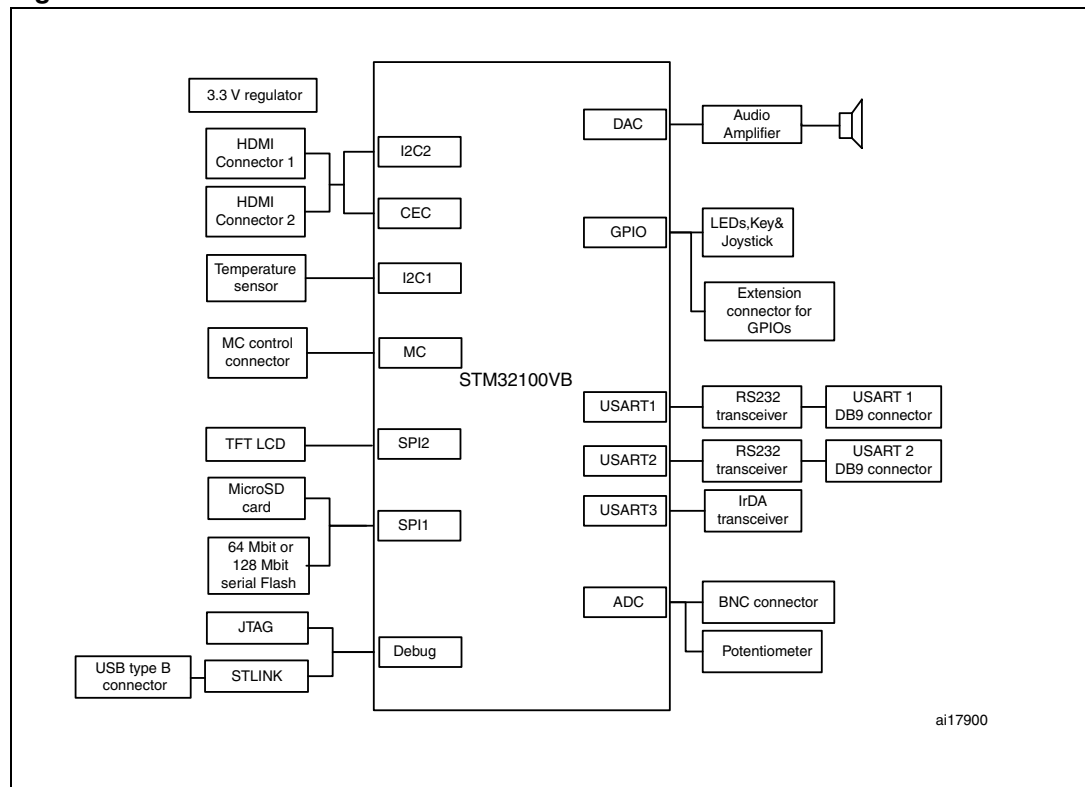 3.3 V regulator
HDMI
Connector 1
HDMI
Connector 2
Temperature
sensor
MC control
connector
TFT LCD
MicroSD
card
64 Mbit or
128 Mbit
serial Flash
JTAG
STLINK
USB type B
connector
I2C2
CEC
I2C1
MC
STM32100VB
SPI2
SPI1
Debug
DAC
Audio
Amplifier
GPIO
LEDs,Key&
Joystick
Extension
connector for
GPIOs
USART1
RS232
transceiver
USART 1
DB9 connector
USART2
RS232
transceiver
USART 2
DB9 connector
USART3
IrDA
transceiver
ADC
BNC connector
Potentiometer
ai17900